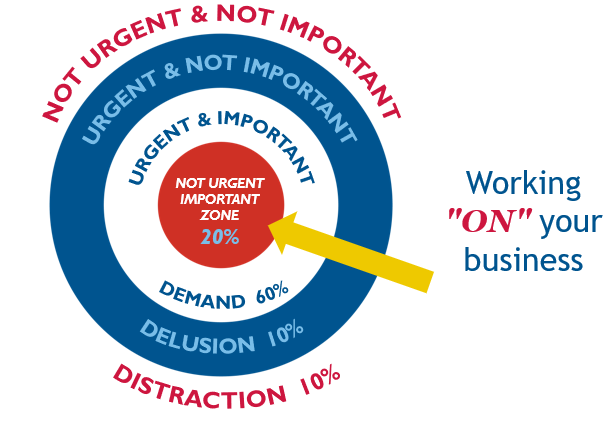 NOT URGENT & NOT IMPORTANT
URGENT & NOT IMPORTANT
URGENT & IMPORTANT
NOT URGENT
IMPORTANT
ZONE
20%
DEMAND 60%
DELUSION 10%
DISTRACTION 10%
Working
"ON" your
business